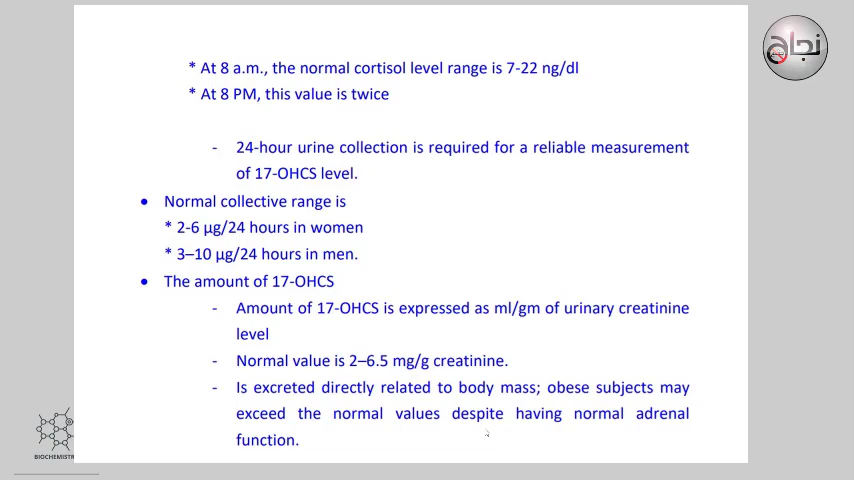 * At 8 a.m., the normal cortisol level range is 7-22 ng/dl
* At 8 PM, this value is twice
- 24-hour urine collection is required for a reliable measurement
of 17-OHCS level.
• Normal collective range is
* 2-6 µg/24 hours in women
* 3–10 µg/24 hours in men.
• The amount of 17-OHCS
- Amount of 17-OHCS is expressed as ml/gm of urinary creatinine
level
- Normal value is 2–6.5 mg/g creatinine.
- Is excreted directly related to body mass; obese subjects may
exceed the normal values despite having normal adrenal
function.
BIOCHEMISTR